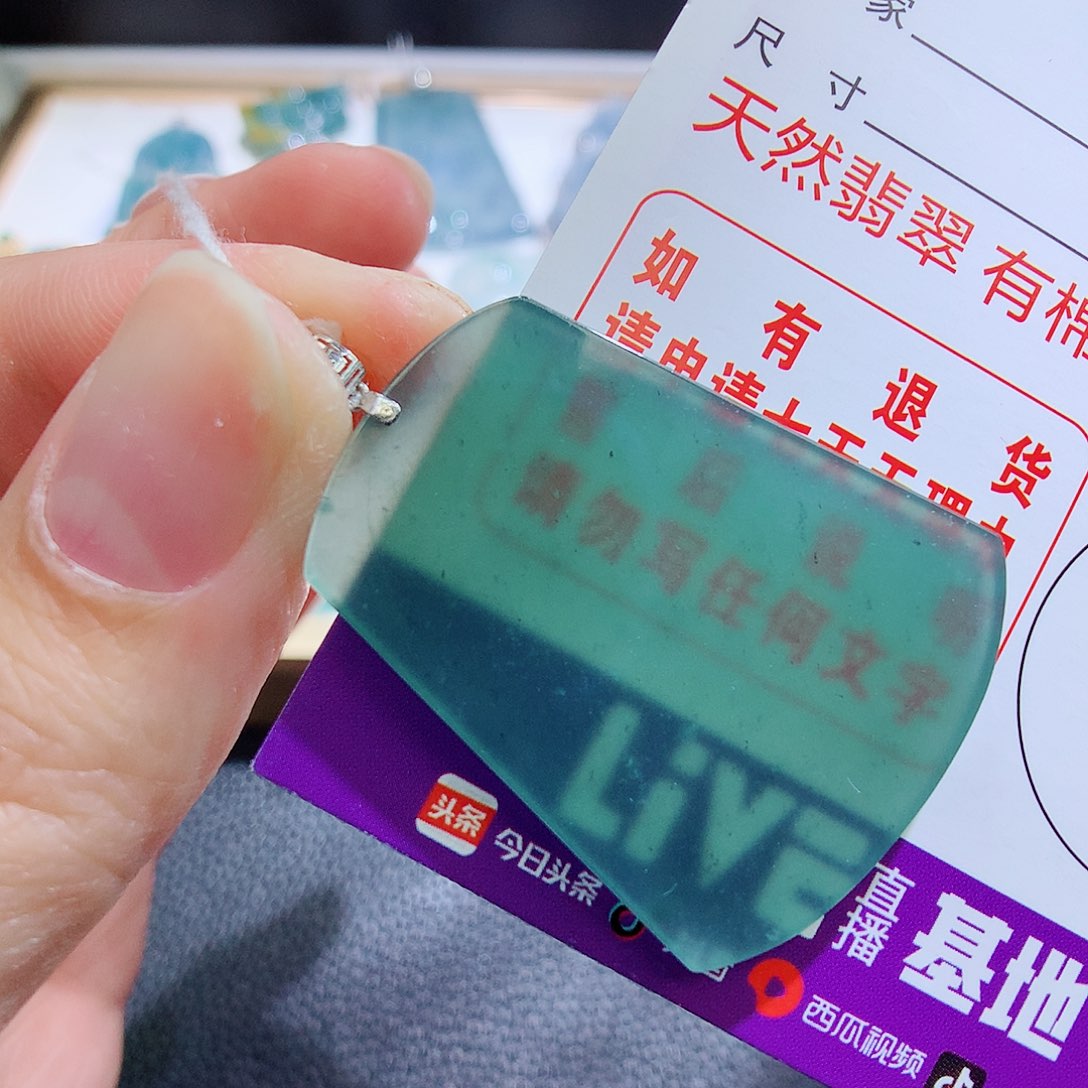 家
尺 寸
天然翡翠 有棉
如 有 退 货
请勿写任何文字
LiVE
头条
今日头条
直播
基地
西瓜视频